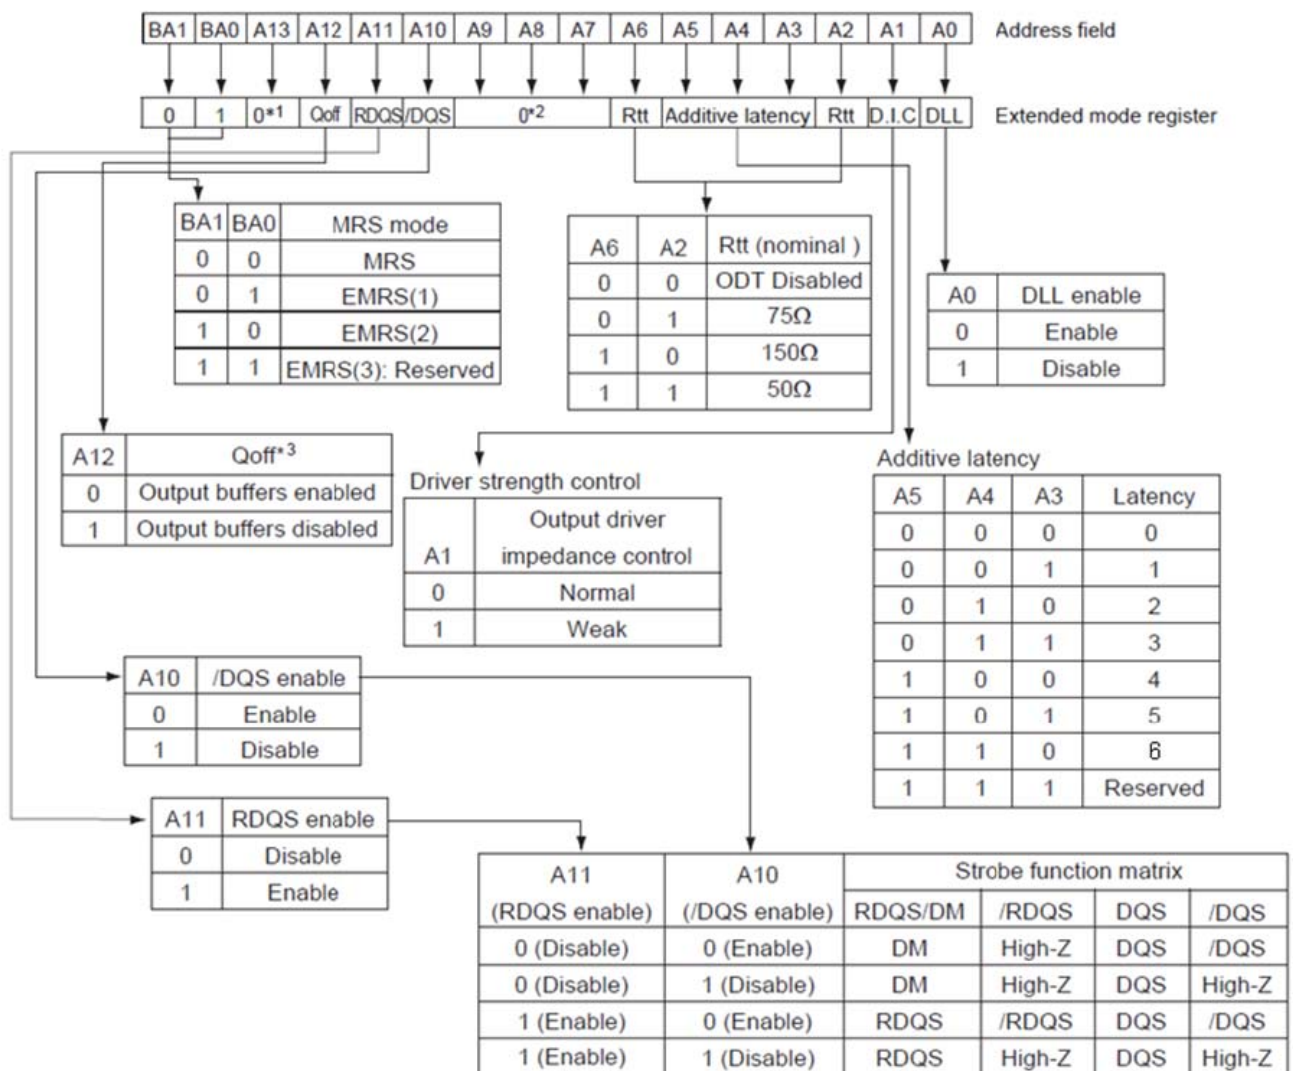 BA1 BA0 A13 A12 A11 A10 A9 A8 A7 A6 A5 A4 A3 A2 A1 A0 Address field
0 1 0*1 Qoff RDQS /DQS 0*2 Rtt Additive latency Rtt D.I.C DLL Extended mode register
BA1 BA0 MRS mode
0 0 MRS
0 1 EMRS(1)
1 0 EMRS(2)
1 1 EMRS(3): Reserved
A6 A2 Rtt (nominal )
0 0 ODT Disabled
0 1 75Ω
1 0 150Ω
1 1 50Ω
A0 DLL enable
0 Enable
1 Disable
A12 Qoff*3
0 Output buffers enabled
1 Output buffers disabled
Driver strength control
A1 Output driver
impedance control
0 Normal
1 Weak
Additive latency
A5 A4 A3 Latency
0 0 0 0
0 0 1 1
0 1 0 2
0 1 1 3
1 0 0 4
1 0 1 5
1 1 0 6
1 1 1 Reserved
A10 /DQS enable
0 Enable
1 Disable
A11 RDQS enable
0 Disable
1 Enable
A11 A10 Strobe function matrix
(RDQS enable) (/DQS enable) RDQS/DM /RDQS DQS /DQS
0 (Disable) 0 (Enable) DM High-Z DQS /DQS
0 (Disable) 1 (Disable) DM High-Z DQS High-Z
1 (Enable) 0 (Enable) RDQS /RDQS DQS /DQS
1 (Enable) 1 (Disable) RDQS High-Z DQS High-Z